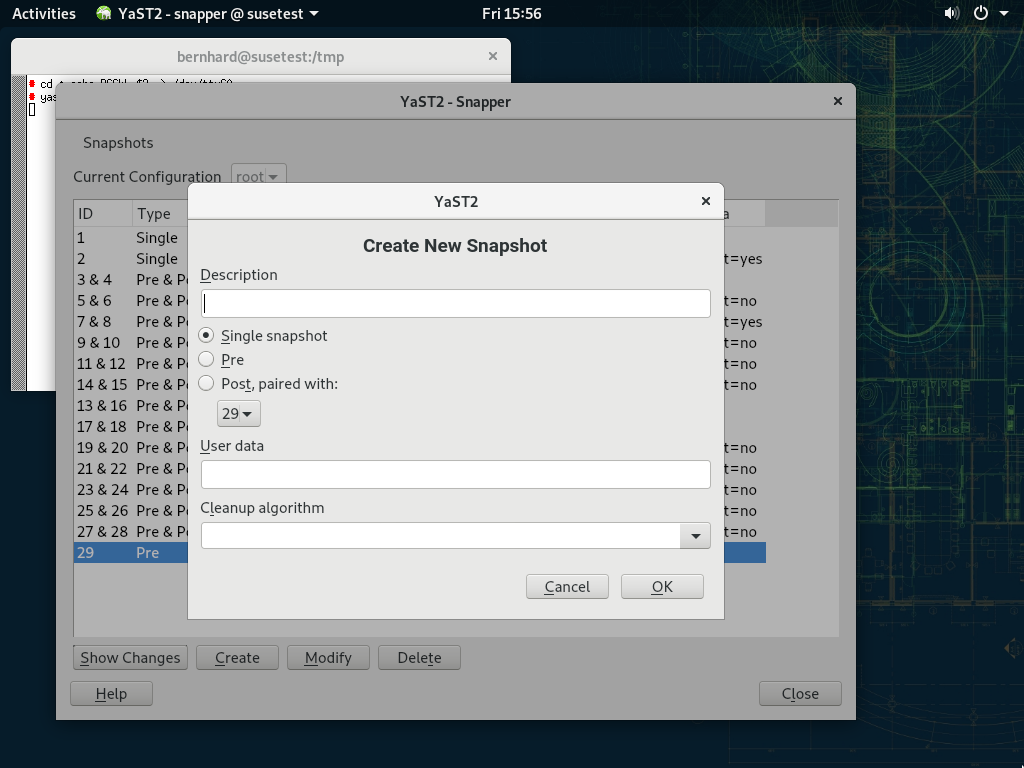 Activities YaST2 - snapper @ susetest Fri 15:56
bernhard@susetest:/tmp
YaST2 - Snapper
Snapshots
Current Configuration root
YaST2
ID Type
1 Single
2 Single t=yes
3 & 4 Pre & Po
5 & 6 Pre & Po t=no
7 & 8 Pre & Po t=yes
9 & 10 Pre & Po t=no
11 & 12 Pre & Po t=no
14 & 15 Pre & Po t=no
13 & 16 Pre & Po
17 & 18 Pre & Po
19 & 20 Pre & Po t=no
21 & 22 Pre & Po t=no
23 & 24 Pre & Po t=no
25 & 26 Pre & Po t=no
27 & 28 Pre & Po t=no
29 Pre
Create New Snapshot
Description
Single snapshot
Pre
Post, paired with:
29
User data
Cleanup algorithm
Cancel OK
Show Changes Create Modify Delete
Help Close